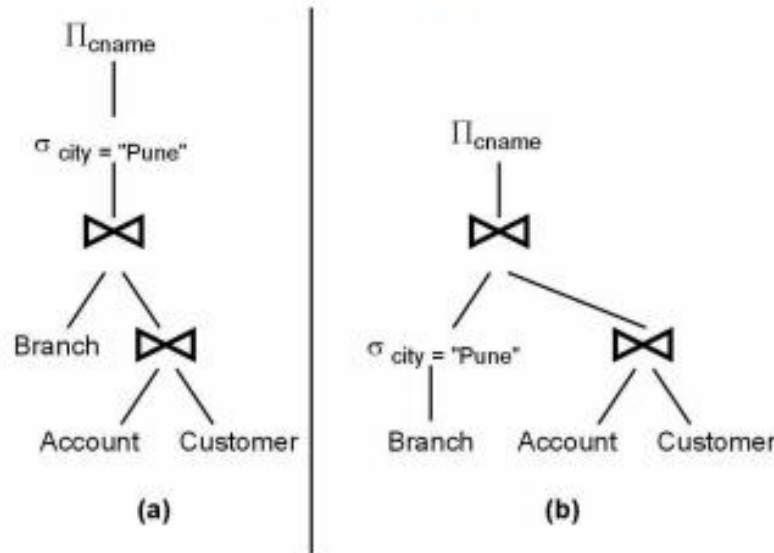 Πcname
σ city = "Pune"
Branch
Account Customer
(a)
Πcname
σ city = "Pune"
Branch Account Customer
(b)